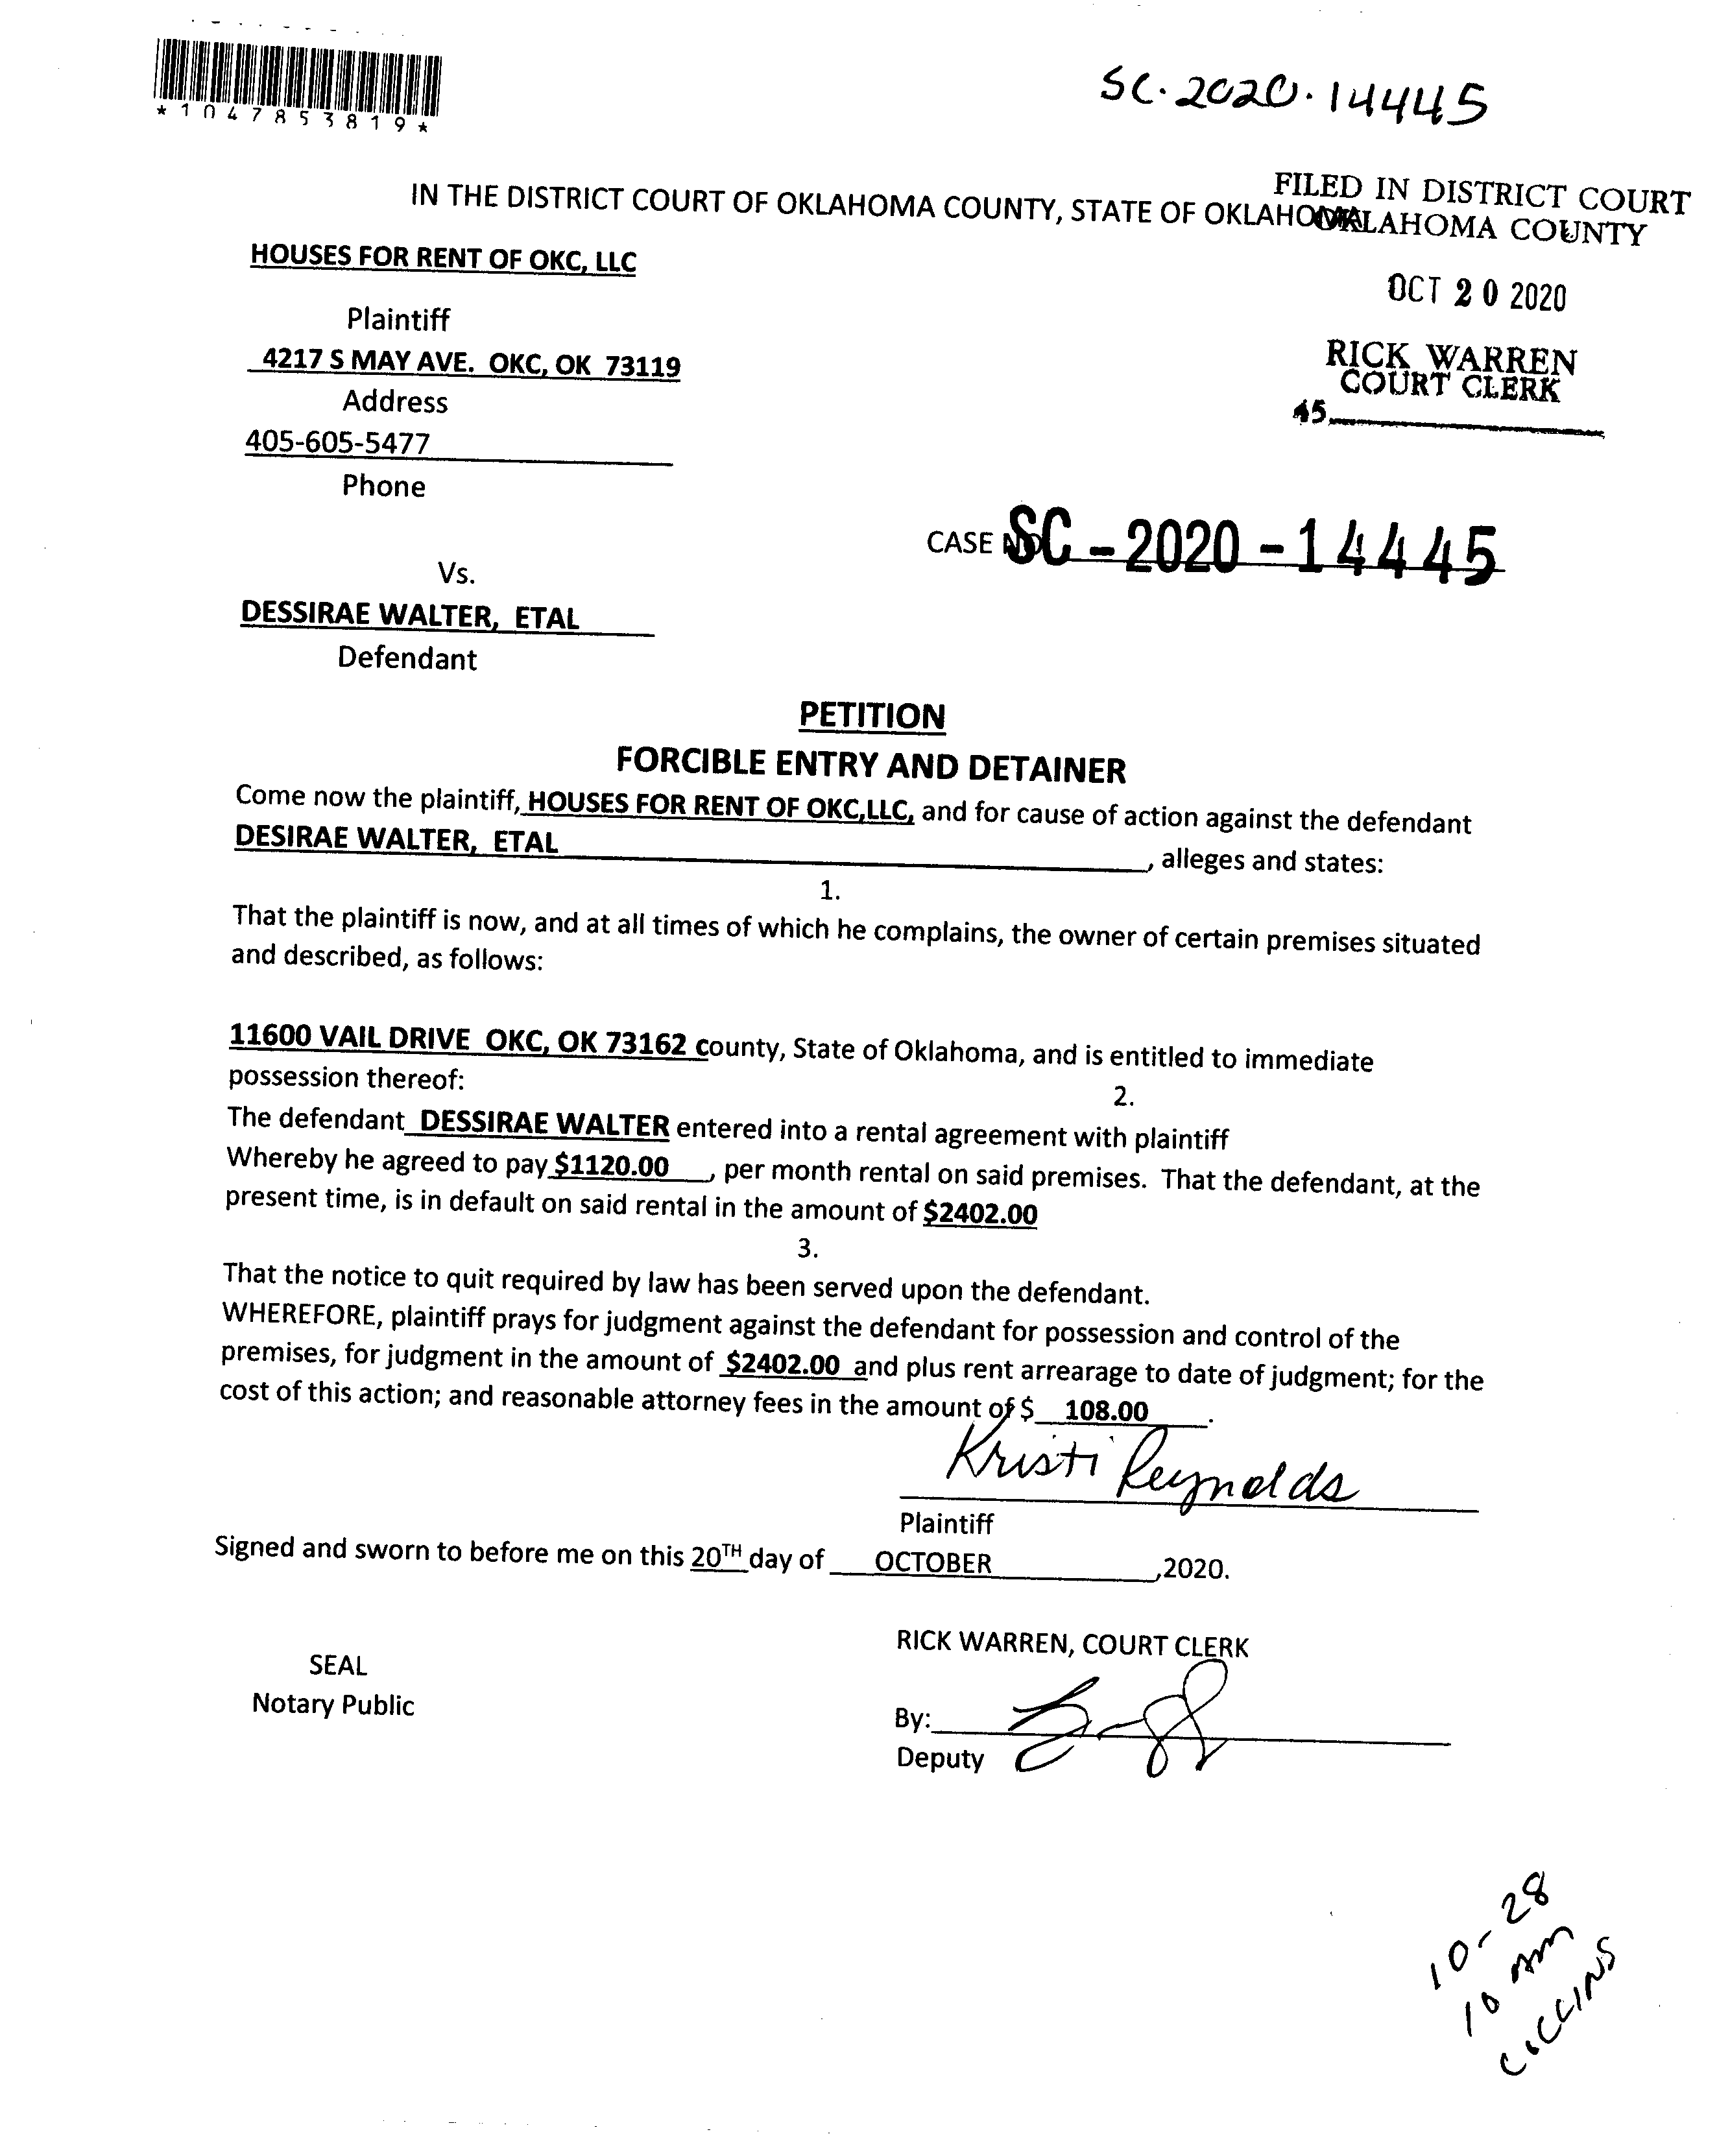 *1047853819*
SC.2020.14445
FILED IN DISTRICT COURT
OKLAHOMA COUNTY
IN THE DISTRICT COURT OF OKLAHOMA COUNTY, STATE OF OKLAHOMA
HOUSES FOR RENT OF OKC, LLC
OCT 20 2020
Plaintiff
4217 S MAY AVE. OKC, OK 73119
RICK WARREN
COURT CLERK
Address
45
405-605-5477
Phone
CASE NO SC-2020-14445
Vs.
DESSIRAE WALTER, ETAL
Defendant
PETITION
FORCIBLE ENTRY AND DETAINER
Come now the plaintiff, HOUSES FOR RENT OF OKC,LLC, and for cause of action against the defendant
DESIRAE WALTER, ETAL , alleges and states:
1.
That the plaintiff is now, and at all times of which he complains, the owner of certain premises situated
and described, as follows:
11600 VAIL DRIVE OKC, OK 73162 county, State of Oklahoma, and is entitled to immediate
possession thereof:
2.
The defendant DESSIRAE WALTER entered into a rental agreement with plaintiff
Whereby he agreed to pay $1120.00 , per month rental on said premises. That the defendant, at the
present time, is in default on said rental in the amount of $2402.00
3.
That the notice to quit required by law has been served upon the defendant.
WHEREFORE, plaintiff prays for judgment against the defendant for possession and control of the
premises, for judgment in the amount of $2402.00 and plus rent arrearage to date of judgment; for the
cost of this action; and reasonable attorney fees in the amount of $ 108.00 .
Kristi Reynolds
Plaintiff
Signed and sworn to before me on this 20TH day of OCTOBER ,2020.
RICK WARREN, COURT CLERK
SEAL
Notary Public
By:
Deputy
10-28
10 AM
COLLINS